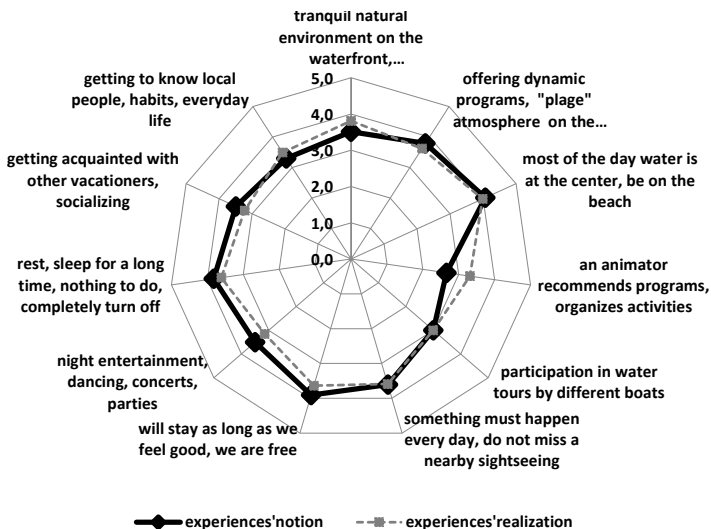 tranquil natural
environment on the
waterfront,...
offering dynamic
programs, "plage"
atmosphere on the...
most of the day water is
at the center, be on the
beach
an animator
recommends programs,
organizes activities
participation in water
tours by different boats
something must happen
every day, do not miss a
nearby sightseeing
will stay as long as we
feel good, we are free
night entertainment,
dancing, concerts,
parties
rest, sleep for a long
time, nothing to do,
completely turn off
getting acquainted with
other vacationers,
socializing
getting to know local
people, habits, everyday
life
5,0
4,0
3,0
2,0
1,0
0,0
experiences'notion
experiences'realization